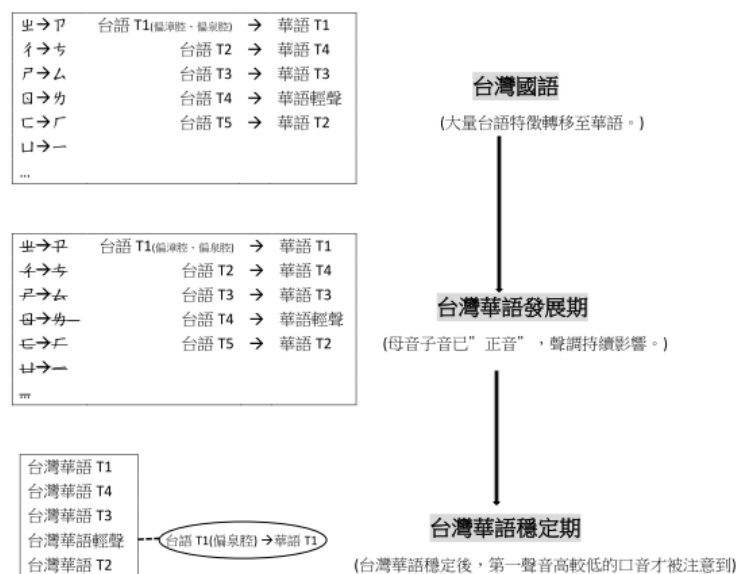 ㄓ→ㄗ 台語 T1(偏漳腔、偏泉腔) → 華語 T1
ㄔ→ㄘ 台語 T2 → 華語 T4
ㄕ→ㄙ 台語 T3 → 華語 T3
ㄖ→ㄌ 台語 T4 → 華語輕聲
ㄈ→ㄏ 台語 T5 → 華語 T2
ㄩ→ㄧ
...
台灣國語
(大量台語特徵轉移至華語。)
ㄓ→ㄗ 台語 T1(偏漳腔、偏泉腔) → 華語 T1
ㄔ→ㄘ 台語 T2 → 華語 T4
ㄕ→ㄙ 台語 T3 → 華語 T3
ㄖ→ㄌ 台語 T4 → 華語輕聲
ㄈ→ㄏ 台語 T5 → 華語 T2
ㄩ→ㄧ
...
台灣華語發展期
(母音子音已"正音",聲調持續影響。)
台灣華語 T1
台灣華語 T4
台灣華語 T3
台灣華語輕聲
台灣華語 T2
台語 T1(偏泉腔)→華語 T1
台灣華語穩定期
(台灣華語穩定後,第一聲音高較低的口音才被注意到)